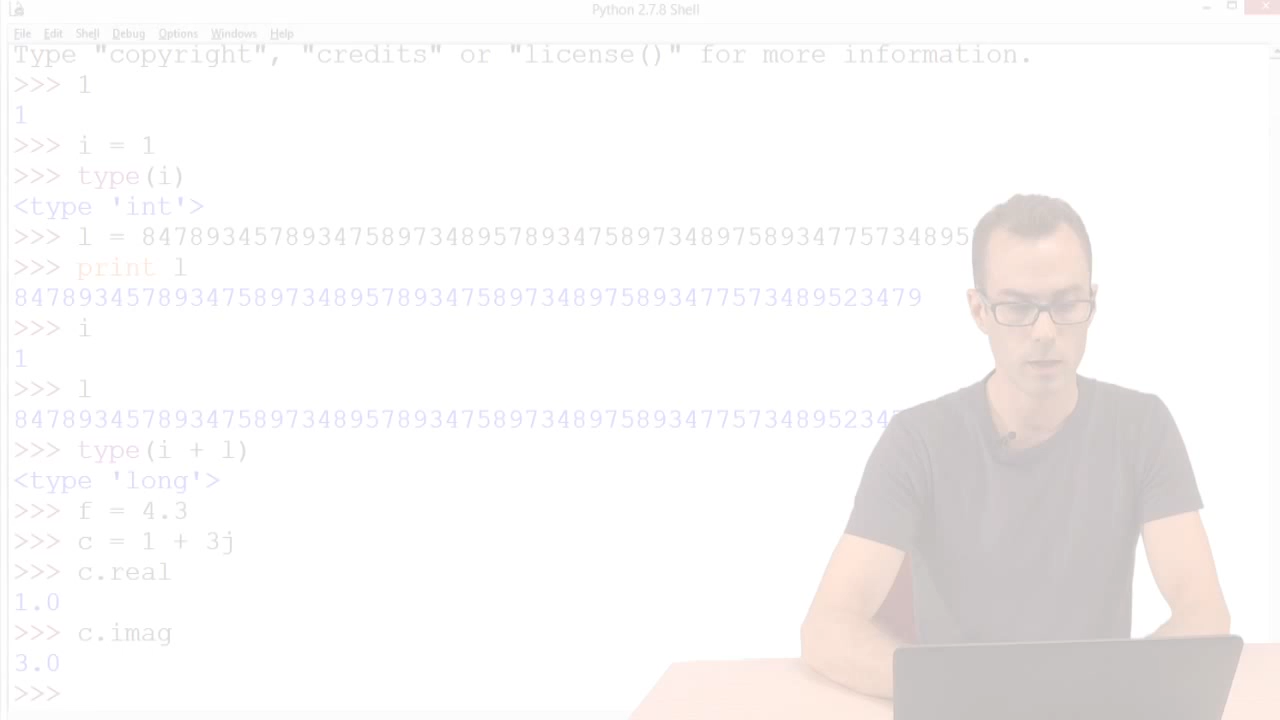 Python 2.7.8 Shell
File Edit Shell Debug Options Windows Help
Type "copyright", "credits" or "license()" for more information.
>>> 1
1
>>> i = 1
>>> type(i)
<type 'int'>
>>> l = 8478934578934758973489578934758973489758934775734895
>>> print l
847893457893475897348957893475897348975893477573489523479
>>> i
1
>>> l
8478934578934758973489578934758973489758934775734895234
>>> type(i + l)
<type 'long'>
>>> f = 4.3
>>> c = 1 + 3j
>>> c.real
1.0
>>> c.imag
3.0
>>>